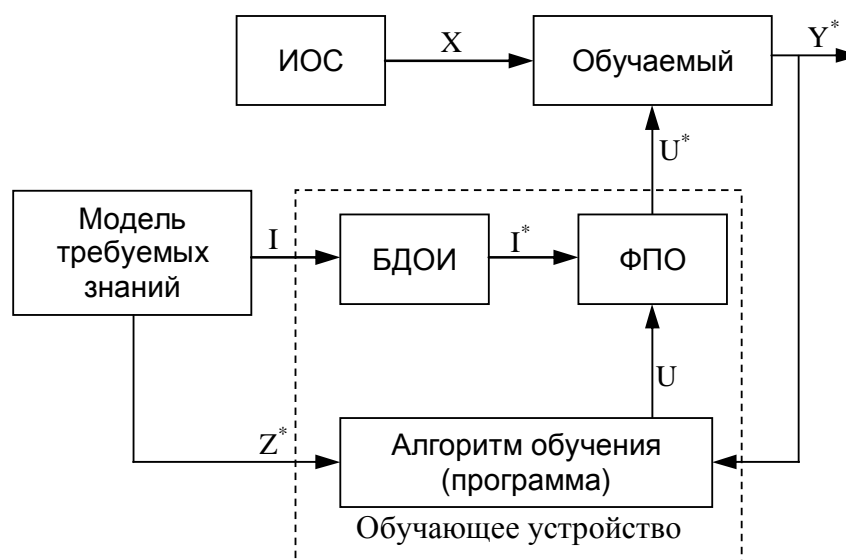 ИОС
X
Обучаемый
Y*
U*
Модель
требуемых
знаний
I
БДОИ
I*
ФПО
U
Z*
Алгоритм обучения
(программа)
Обучающее устройство